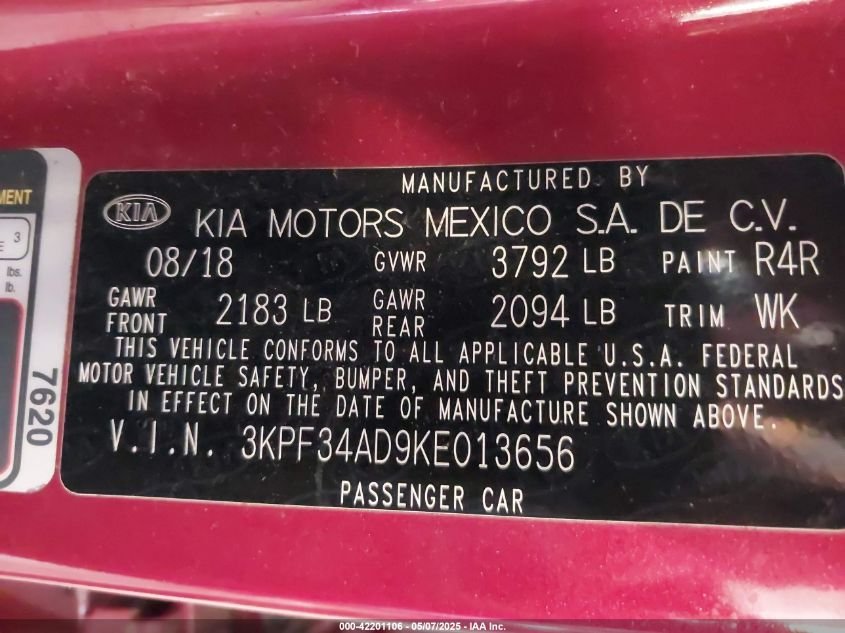 MANUFACTURED BY
KIA KIA MOTORS MEXICO S.A. DE C.V.
08/18 GVWR 3792 LB PAINT R4R
GAWR FRONT 2183 LB GAWR REAR 2094 LB TRIM WK
THIS VEHICLE CONFORMS TO ALL APPLICABLE U.S.A. FEDERAL
MOTOR VEHICLE SAFETY, BUMPER, AND THEFT PREVENTION STANDARDS
IN EFFECT ON THE DATE OF MANUFACTURE SHOWN ABOVE.
V.I.N. 3KPF34AD9KE013656
PASSENGER CAR
MENT
E 3
lbs.
lb.
7620
000-42201106 - 05/07/2025 - IAA Inc.